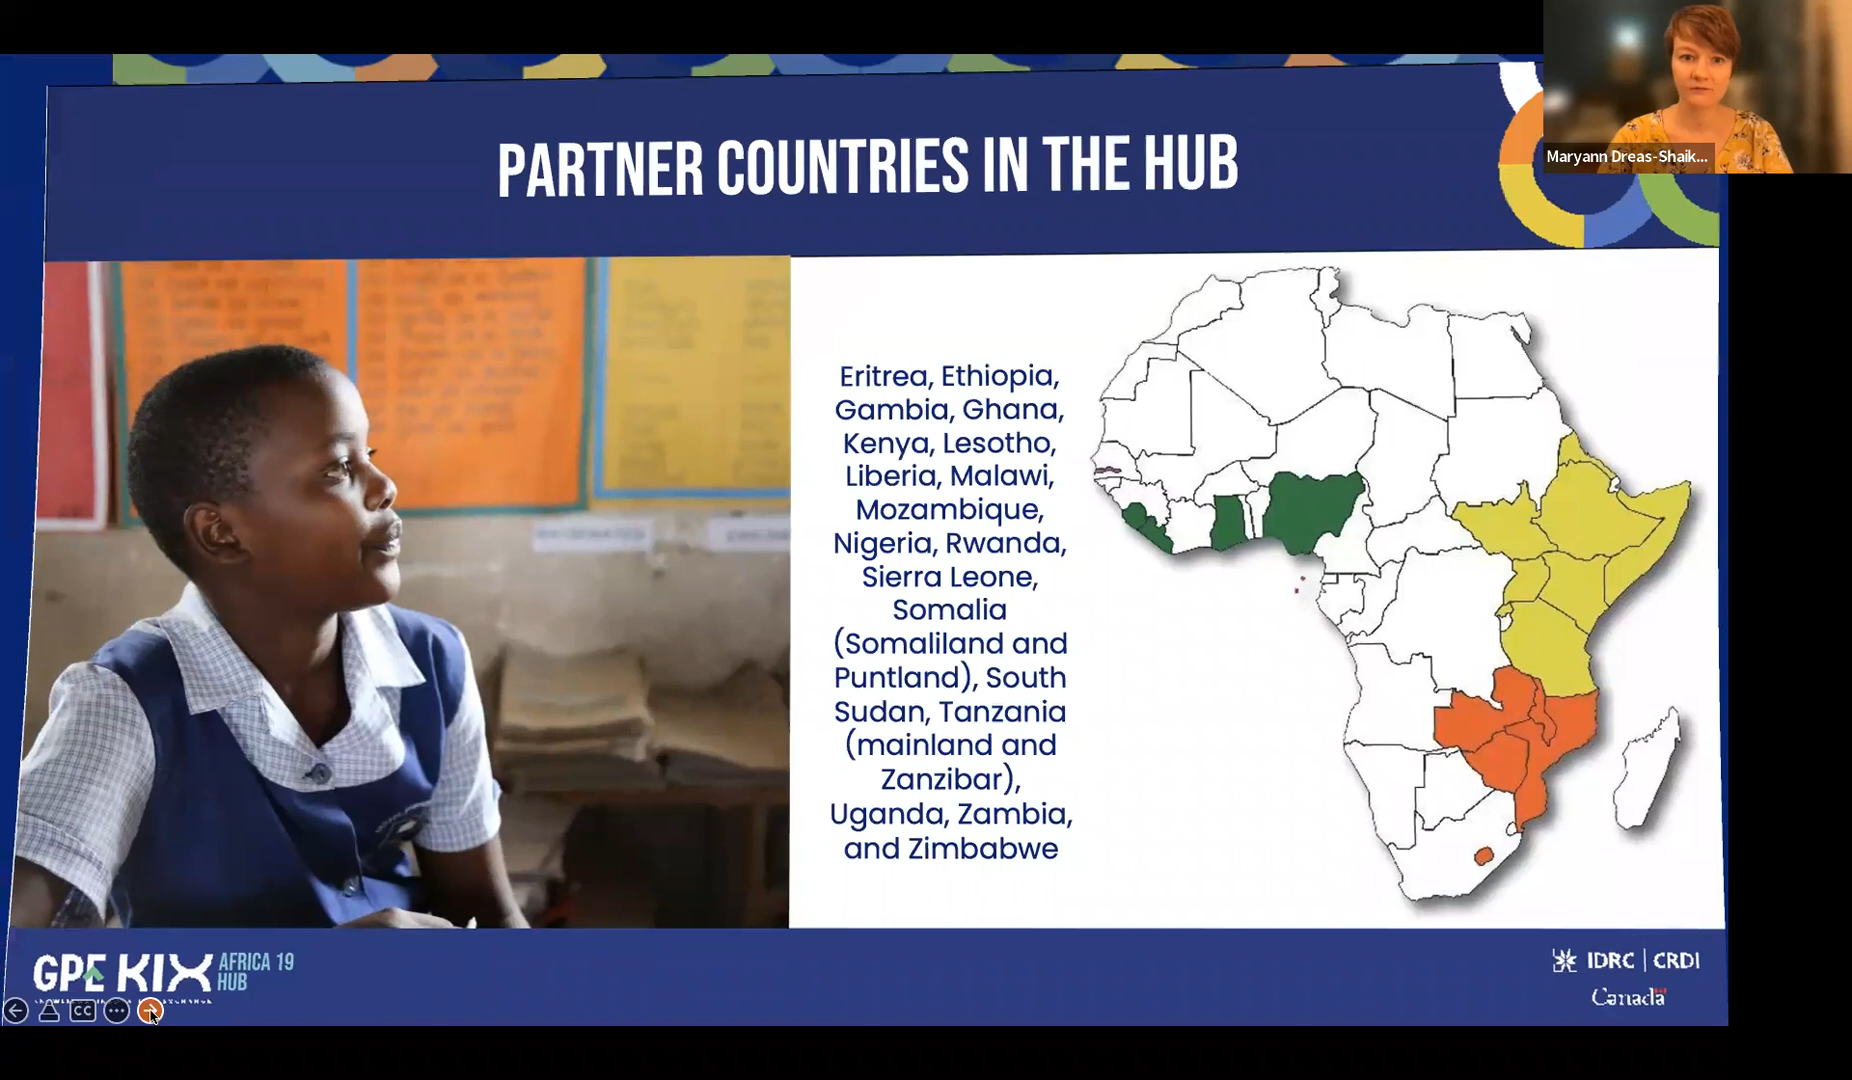 PARTNER COUNTRIES IN THE HUB
Maryann Dreas-Shaik...
Eritrea, Ethiopia,
Gambia, Ghana,
Kenya, Lesotho,
Liberia, Malawi,
Mozambique,
Nigeria, Rwanda,
Sierra Leone,
Somalia
(Somaliland and
Puntland), South
Sudan, Tanzania
(mainland and
Zanzibar),
Uganda, Zambia,
and Zimbabwe
GPE KIX
AFRICA 19
HUB
IDRC | CRDI
Canada
CC